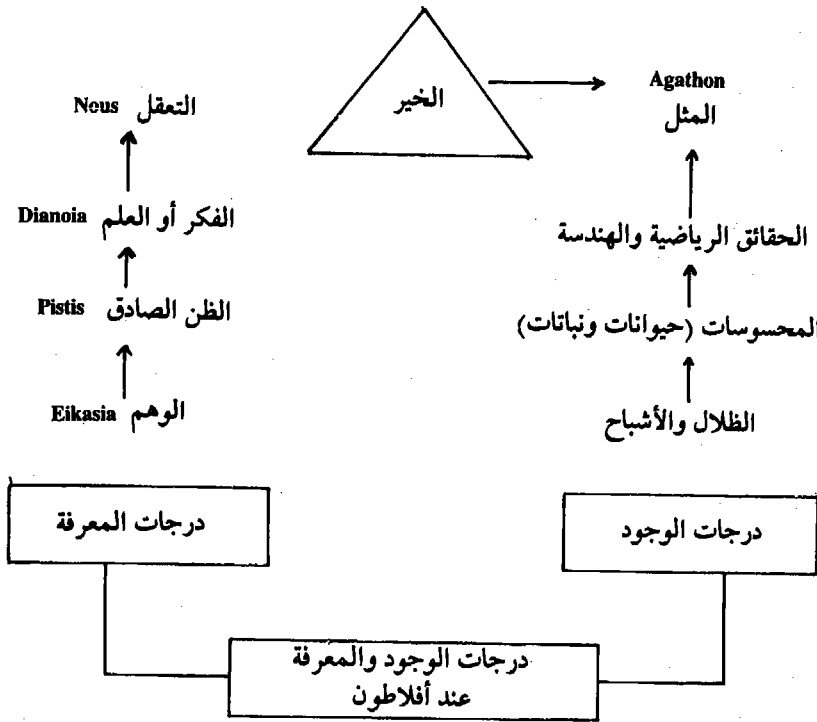 الخير
Agathon
المثل
الحقائق الرياضية والهندسة
المحسوسات (حيوانات ونباتات)
الظلال والأشباح
درجات الوجود
التعقل Nous
الفكر أو العلم Dianoia
الظن الصادق Pistis
الوهم Eikasia
درجات المعرفة
درجات الوجود والمعرفة
عند أفلاطون